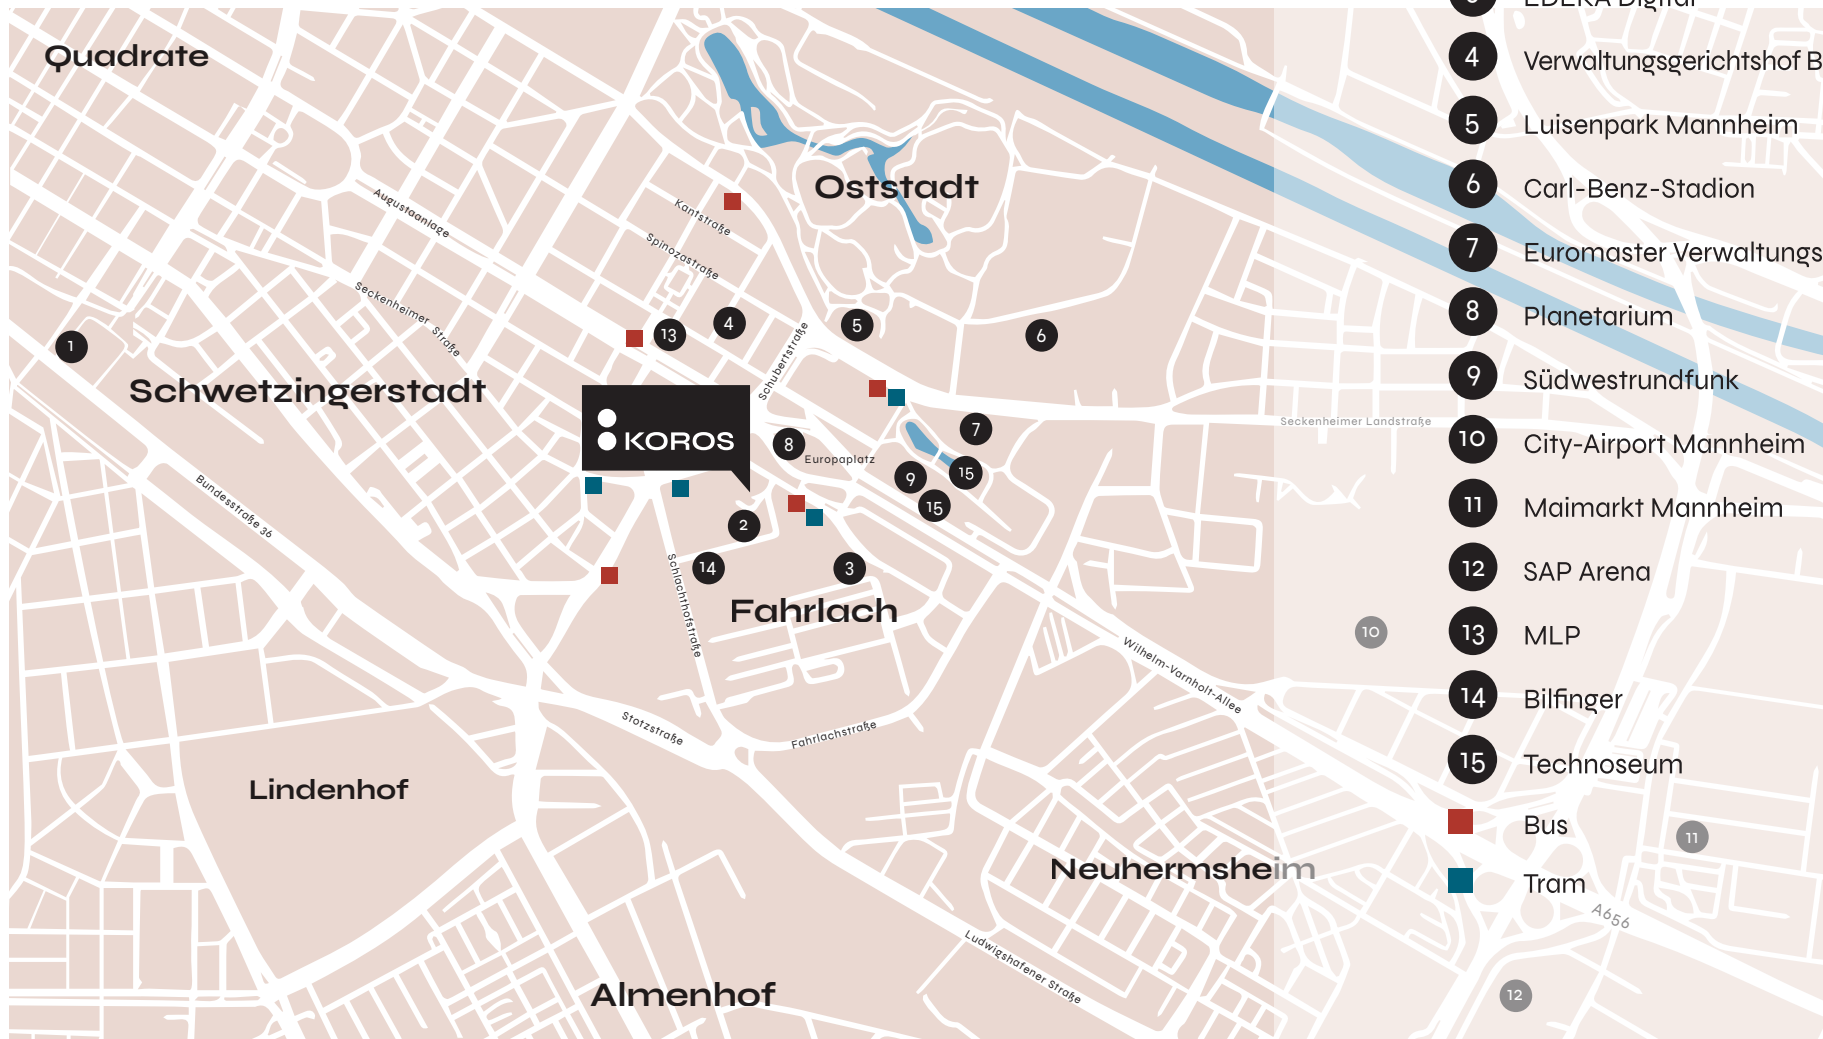 Quadrate
Oststadt
Kantstraße
Augustaanlage
Spinozastraße
Seckenheimer Straße
Schubertstraße
1
13
4
5
6
Schwetzingerstadt
KOROS
8
Europaplatz
7
9
15
15
Seckenheimer Landstraße
Bundesstraße 36
2
14
3
Schlachthofstraße
Fahrlach
10
Wilhelm-Varnholt-Allee
Stotzstraße
Fahrlachstraße
Lindenhof
Neuhermsheim
11
A656
Ludwigshafener Straße
Almenhof
12
EDEKA Digital
4 Verwaltungsgerichtshof B
5 Luisenpark Mannheim
6 Carl-Benz-Stadion
7 Euromaster Verwaltungs
8 Planetarium
9 Südwestrundfunk
10 City-Airport Mannheim
11 Maimarkt Mannheim
12 SAP Arena
13 MLP
14 Bilfinger
15 Technoseum
Bus
Tram